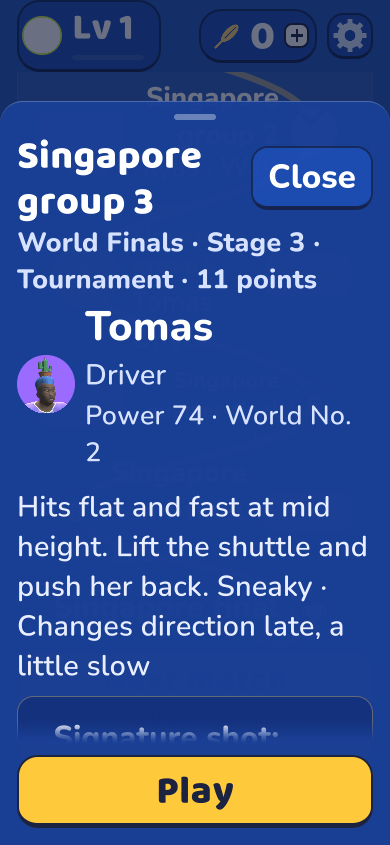 Lv 1
0
Singapore
Singapore
group 3
Close
World Finals · Stage 3 ·
Tournament · 11 points
Tomas
Driver
Power 74 · World No.
2
Hits flat and fast at mid
height. Lift the shuttle and
push her back. Sneaky ·
Changes direction late, a
little slow
Signature shot:
Play